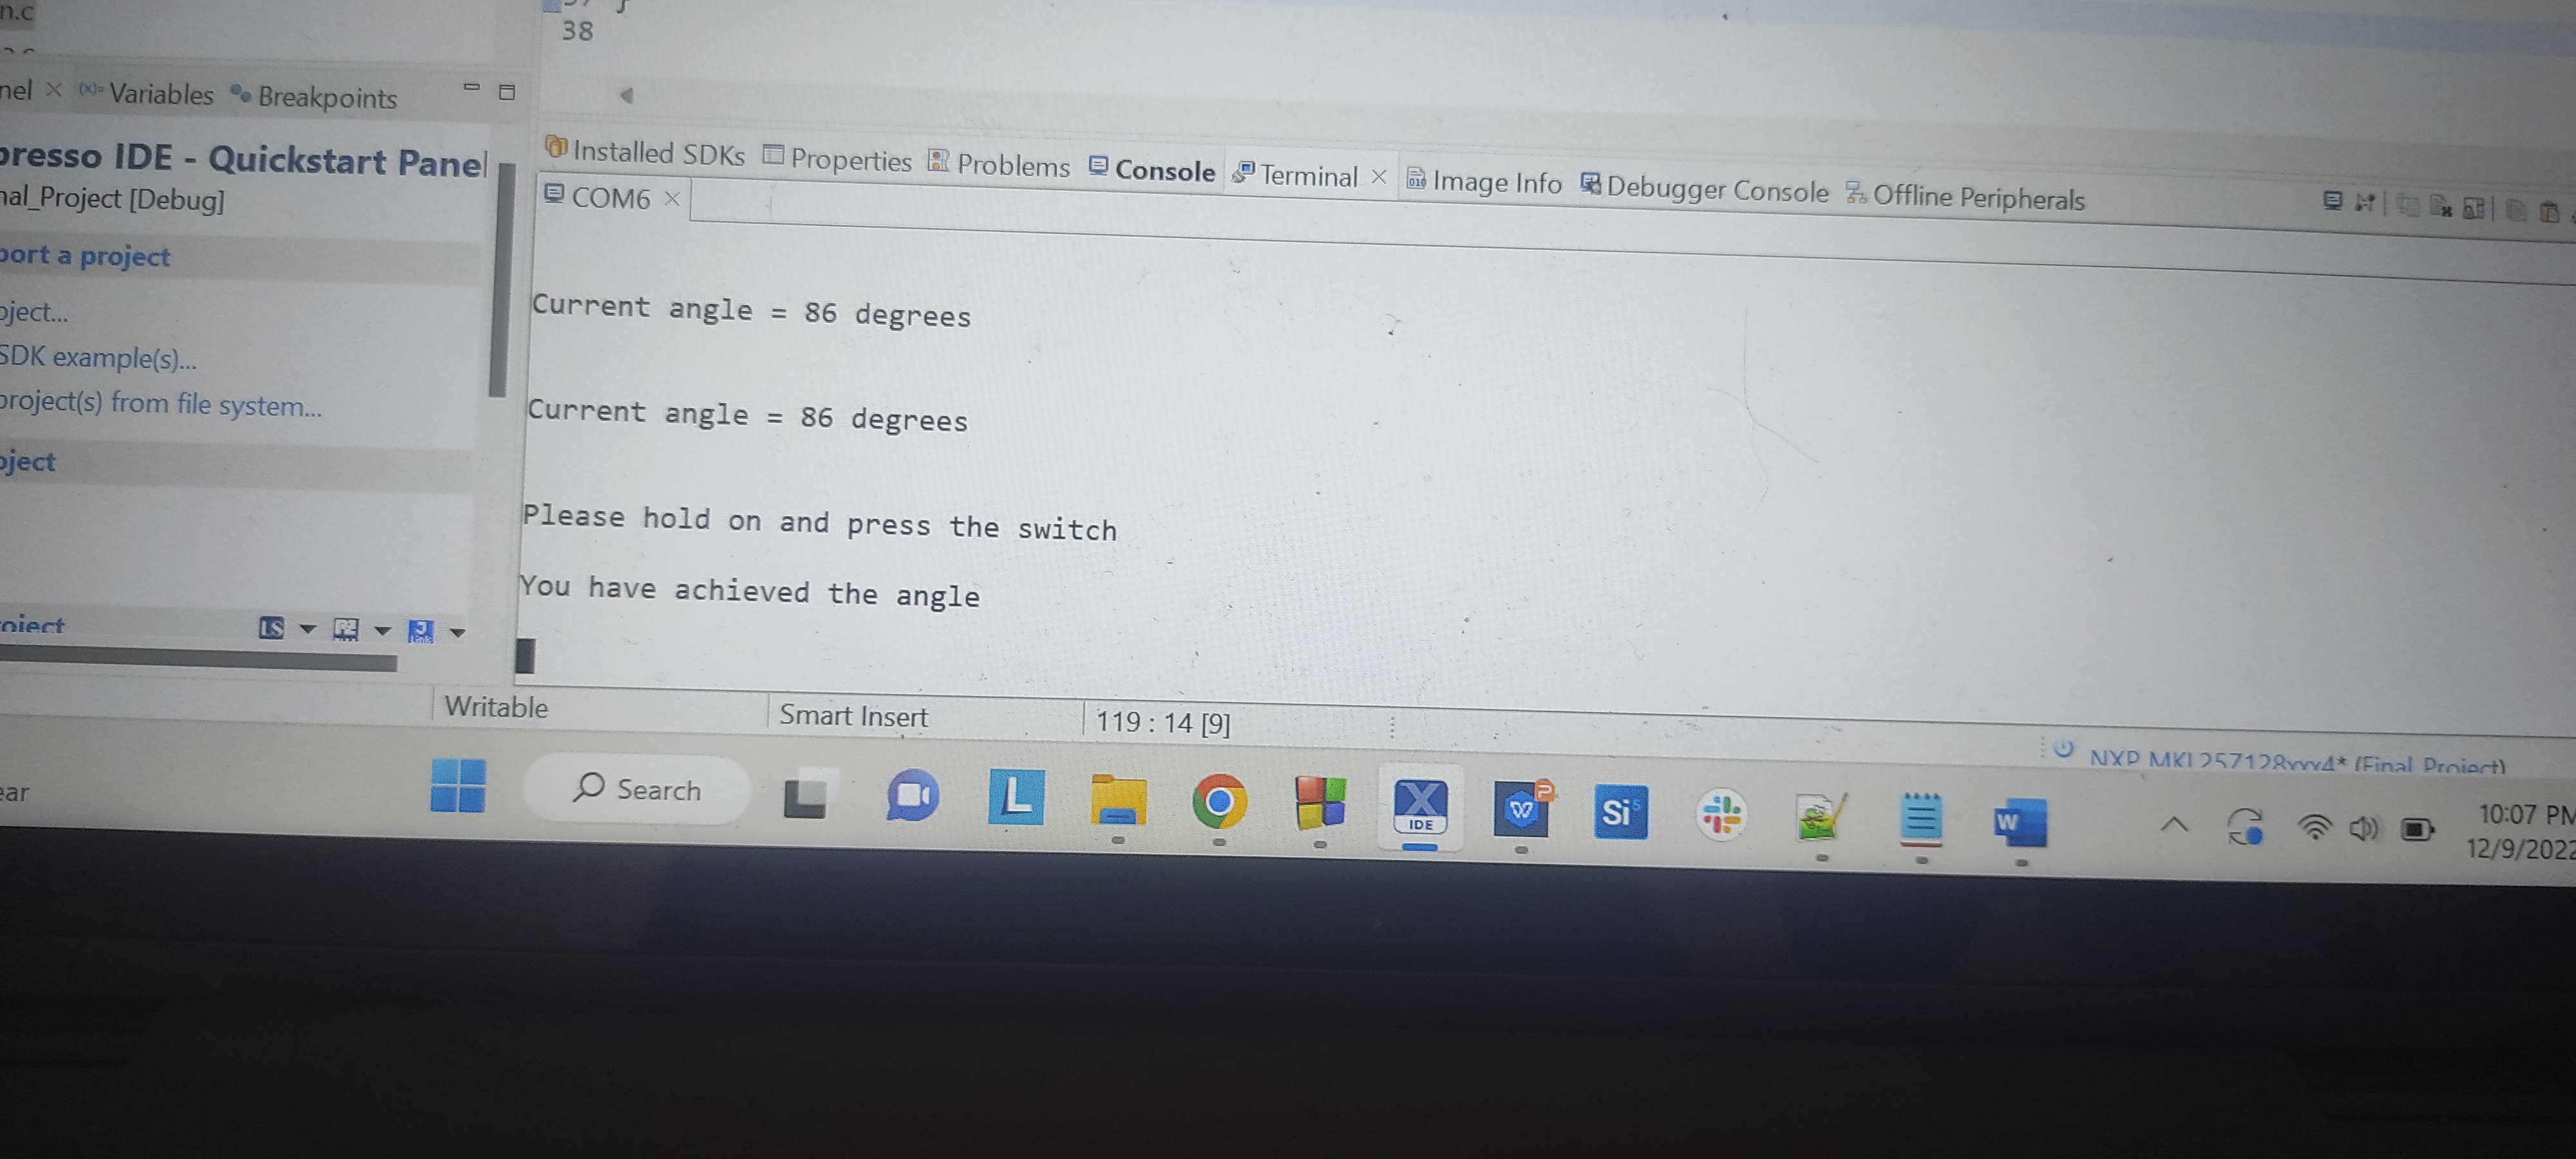 n.c
38
nel Variables Breakpoints
presso IDE - Quickstart Panel
nal_Project [Debug]
port a project
oject...
SDK example(s)...
project(s) from file system...
oject
oject
Installed SDKs Properties Problems Console Terminal Image Info Debugger Console Offline Peripherals
COM6
Current angle = 86 degrees
Current angle = 86 degrees
Please hold on and press the switch
You have achieved the angle
Writable Smart Insert 119 : 14 [9]
NXP (Final Project)
ear
Search
L
IDE
Si 5
W
10:07 PM
12/9/2022